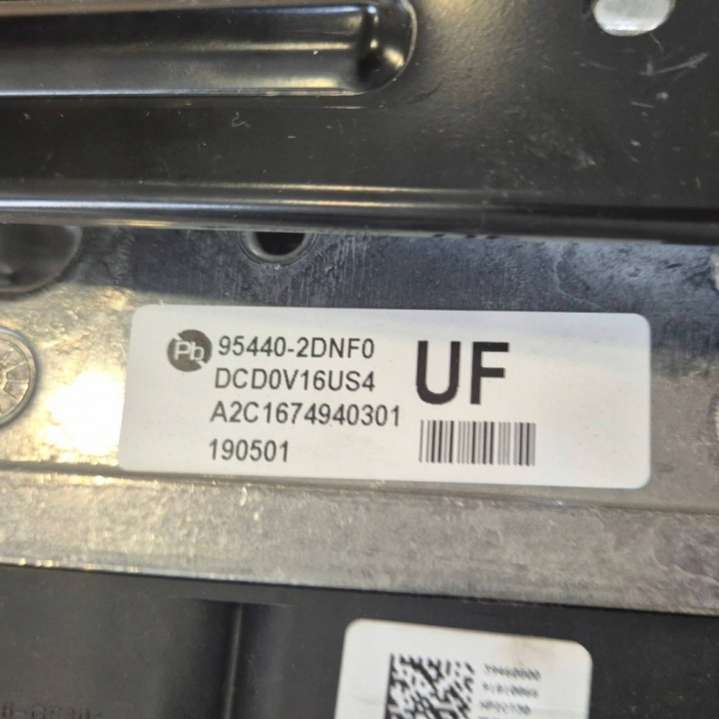 Pb
95440-2DNF0
UF
DCD0V16US4
A2C1674940301
190501